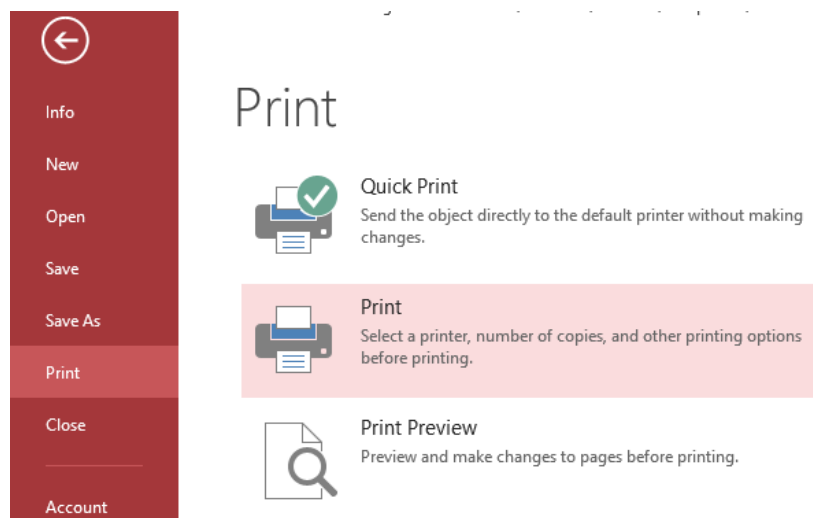 Info
New
Open
Save
Save As
Print
Close
Account
Print
Quick Print
Send the object directly to the default printer without making
changes.
Print
Select a printer, number of copies, and other printing options
before printing.
Print Preview
Preview and make changes to pages before printing.